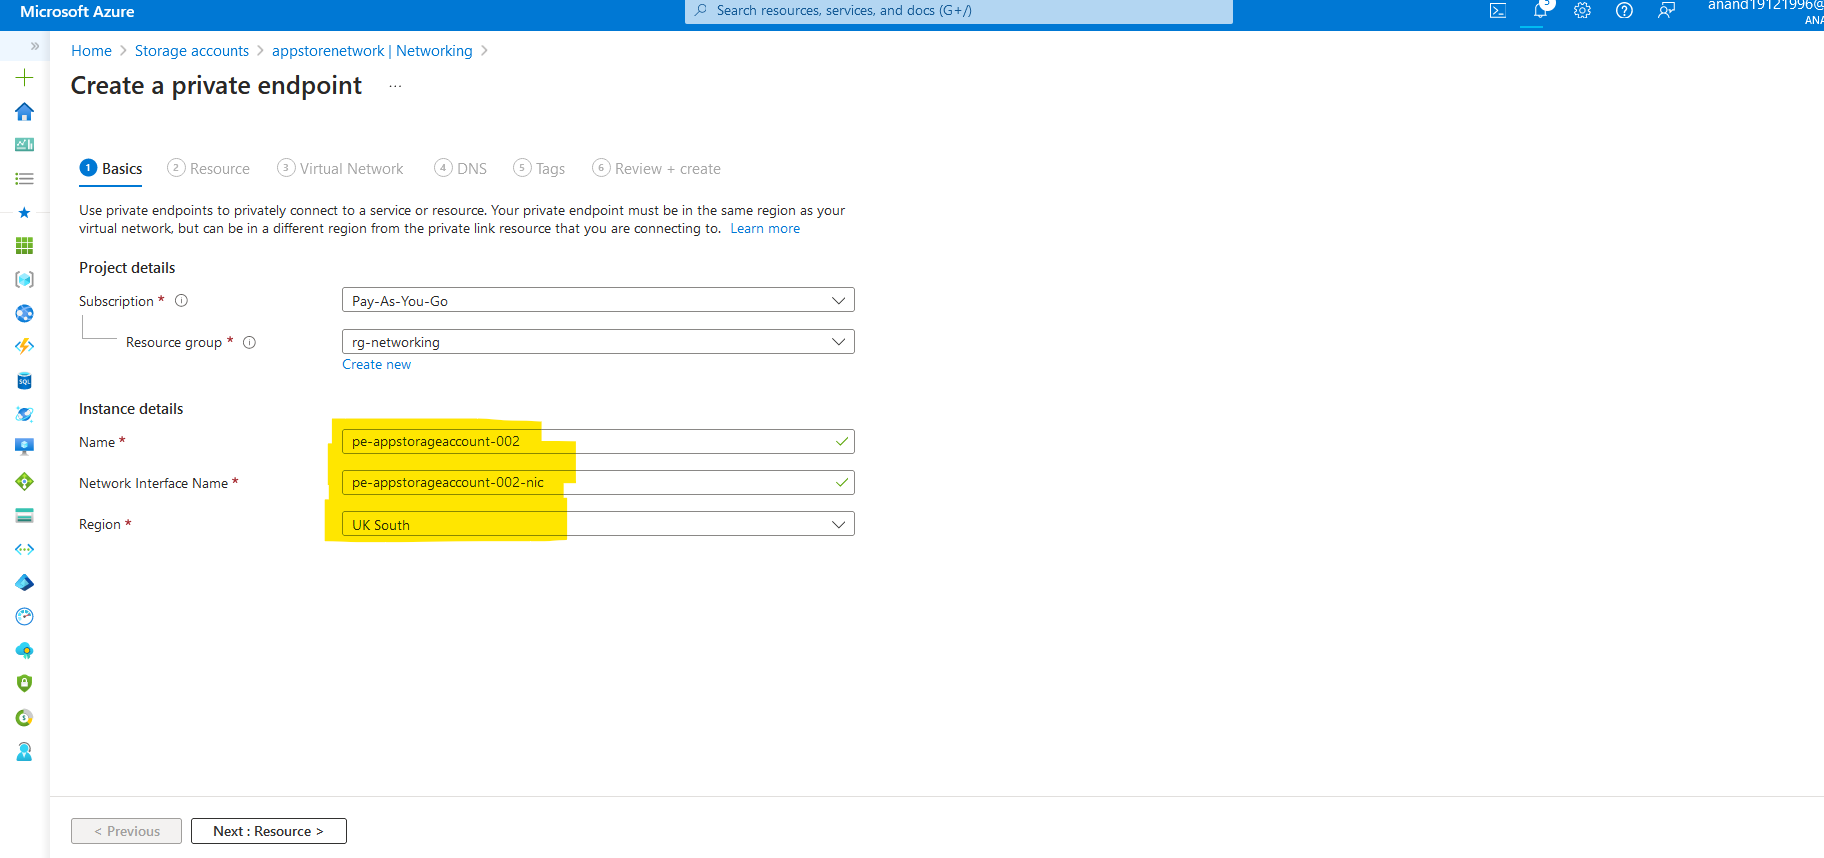 Microsoft Azure
Search resources, services, and docs (G+/)
5
anand19121996@
ANA
Home > Storage accounts > appstorenetwork | Networking >
Create a private endpoint ...
1 Basics 2 Resource 3 Virtual Network 4 DNS 5 Tags 6 Review + create
Use private endpoints to privately connect to a service or resource. Your private endpoint must be in the same region as your
virtual network, but can be in a different region from the private link resource that you are connecting to. Learn more
Project details
Subscription * Pay-As-You-Go
Resource group * rg-networking
Create new
Instance details
Name * pe-appstorageaccount-002
Network Interface Name * pe-appstorageaccount-002-nic
Region * UK South
< Previous Next : Resource >